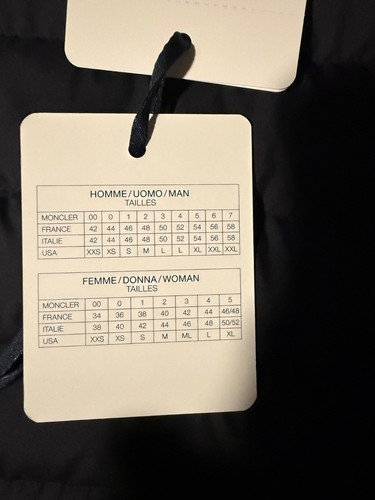 HOMME/UOMO/MAN
TAILLES
MONCLER 00 0 1 2 3 4 5 6 7
FRANCE 42 44 46 48 50 52 54 56 58
ITALIE 42 44 46 48 50 52 54 56 58
USA XXS XS S M L L XL XXL XXL
FEMME/DONNA/WOMAN
TAILLES
MONCLER 00 0 1 2 3 4 5
FRANCE 34 36 38 40 42 44 46/48
ITALIE 38 40 42 44 46 48 50/52
USA XXS XS S M ML L XL